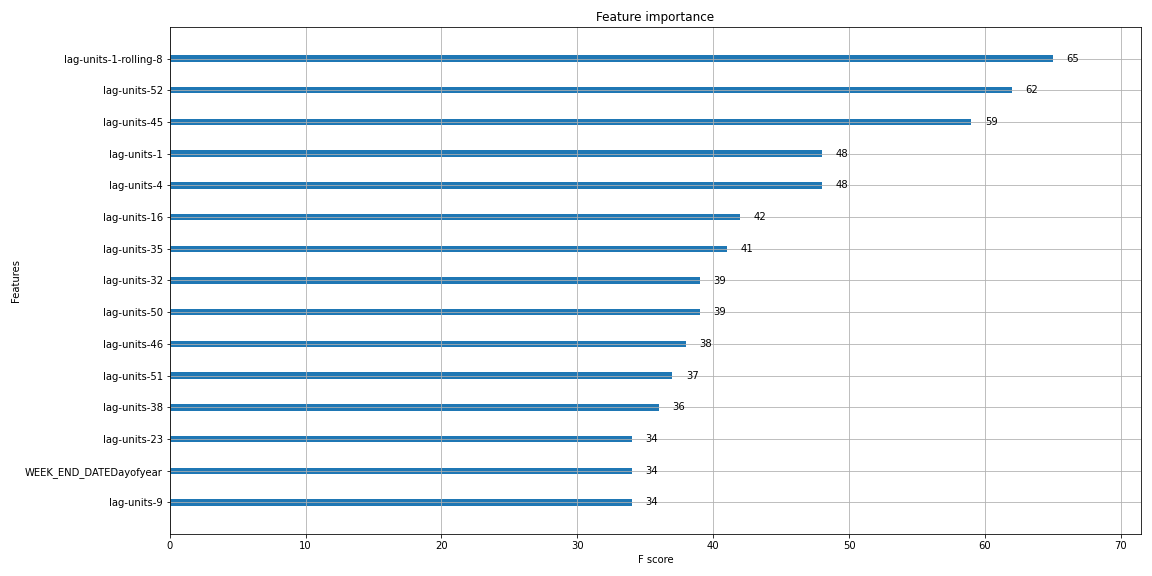 Feature importance
lag-units-1-rolling-8 65
lag-units-52 62
lag-units-45 59
lag-units-1 48
lag-units-4 48
lag-units-16 42
lag-units-35 41
lag-units-32 39
lag-units-50 39
lag-units-46 38
lag-units-51 37
lag-units-38 36
lag-units-23 34
WEEK_END_DATEDayofyear 34
lag-units-9 34
Features
0 10 20 30 40 50 60 70
F score